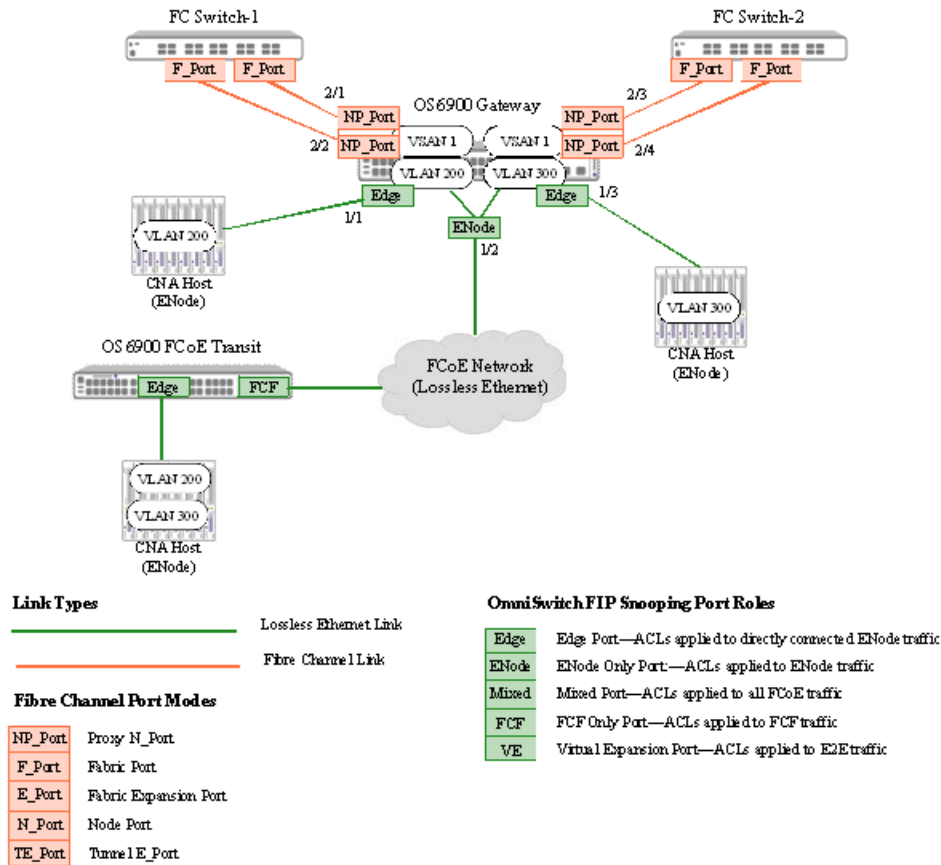 FC Switch-1
FC Switch-2
F_Port
F_Port
F_Port
F_Port
2/1
2/3
OS6900 Gateway
NP_Port
NP_Port
2/2
NP_Port
VSAN 1
VSAN 1
NP_Port
2/4
VLAN 200
VLAN 300
Edge
Edge
1/1
1/3
ENode
1/2
VLAN 200
CNA Host
(ENode)
VLAN 300
CNA Host
(ENode)
OS6900 FCoE Transit
Edge
FCF
FCoE Network
(Lossless Ethernet)
VLAN 200
VLAN 300
CNA Host
(ENode)
Link Types
Lossless Ethernet Link
Fibre Channel Link
Fibre Channel Port Modes
NP_Port Proxy N_Port
F_Port Fabric Port
E_Port Fabric Expansion Port
N_Port Node Port
TE_Port Tunnel E_Port
OmniSwitch FIP Snooping Port Roles
Edge Edge Port—ACLs applied to directly connected ENode traffic
ENode ENode Only Port:—ACLs applied to ENode traffic
Mixed Mixed Port—ACLs applied to all FCoE traffic
FCF FCF Only Port—ACLs applied to FCF traffic
VE Virtual Expansion Port—ACLs applied to E2E traffic